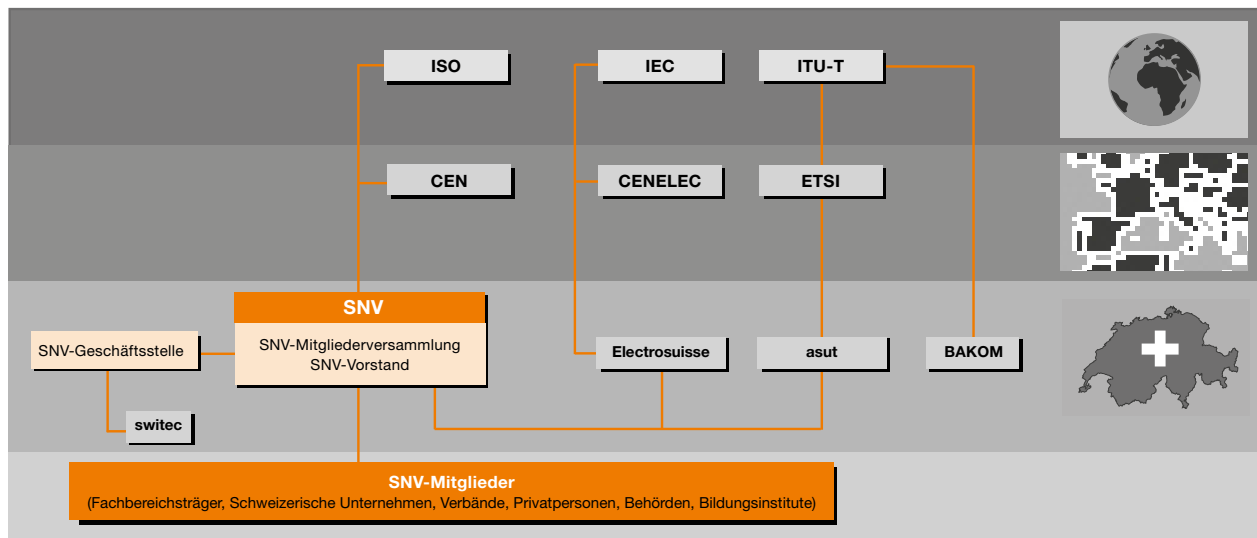 ISO
IEC
ITU-T
CEN
CENELEC
ETSI
SNV
SNV-Mitgliederversammlung
SNV-Vorstand
SNV-Geschäftsstelle
Electrosuisse
asut
BAKOM
switec
SNV-Mitglieder
(Fachbereichsträger, Schweizerische Unternehmen, Verbände, Privatpersonen, Behörden, Bildungsinstitute)